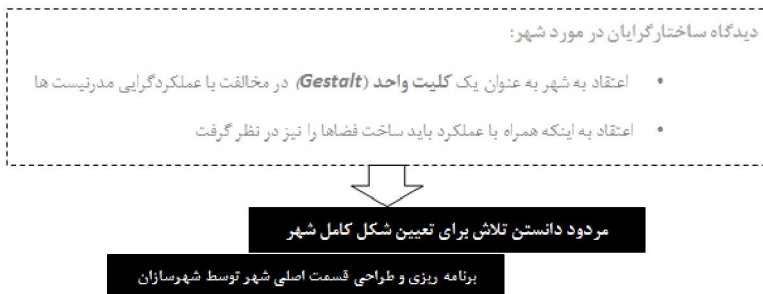 دیدگاه ساختارگرایان در مورد شهر:
• اعتقاد به شهر به عنوان یک کلیت واحد (Gestalt) در مخالفت با عملکردگرایی مدرنیست ها
• اعتقاد به اینکه همراه با عملکرد باید ساخت فضاها را نیز در نظر گرفت
مردود دانستن تلاش برای تعیین شکل کامل شهر
برنامه ریزی و طراحی قسمت اصلی شهر توسط شهرسازان